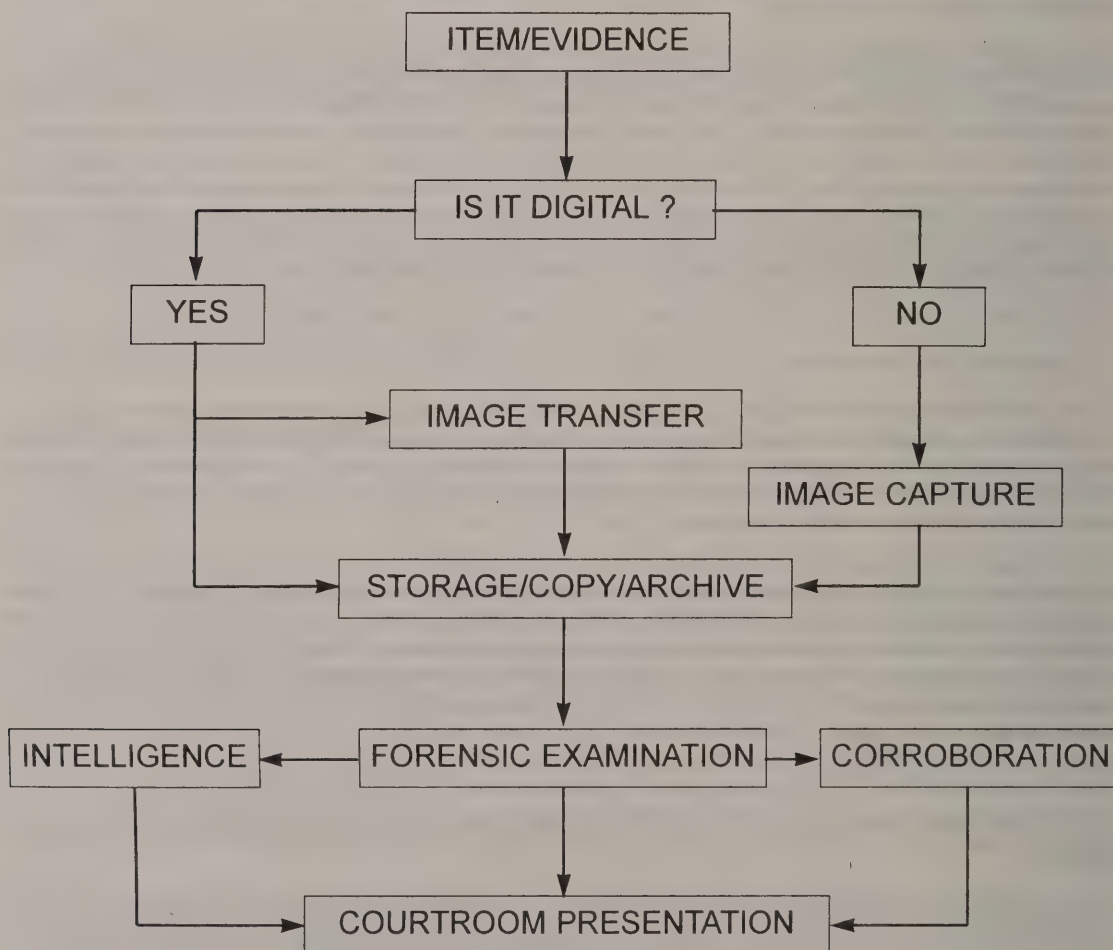 ITEM/EVIDENCE
IS IT DIGITAL ?
YES
NO
IMAGE TRANSFER
IMAGE CAPTURE
STORAGE/COPY/ARCHIVE
INTELLIGENCE
FORENSIC EXAMINATION
CORROBORATION
COURTROOM PRESENTATION